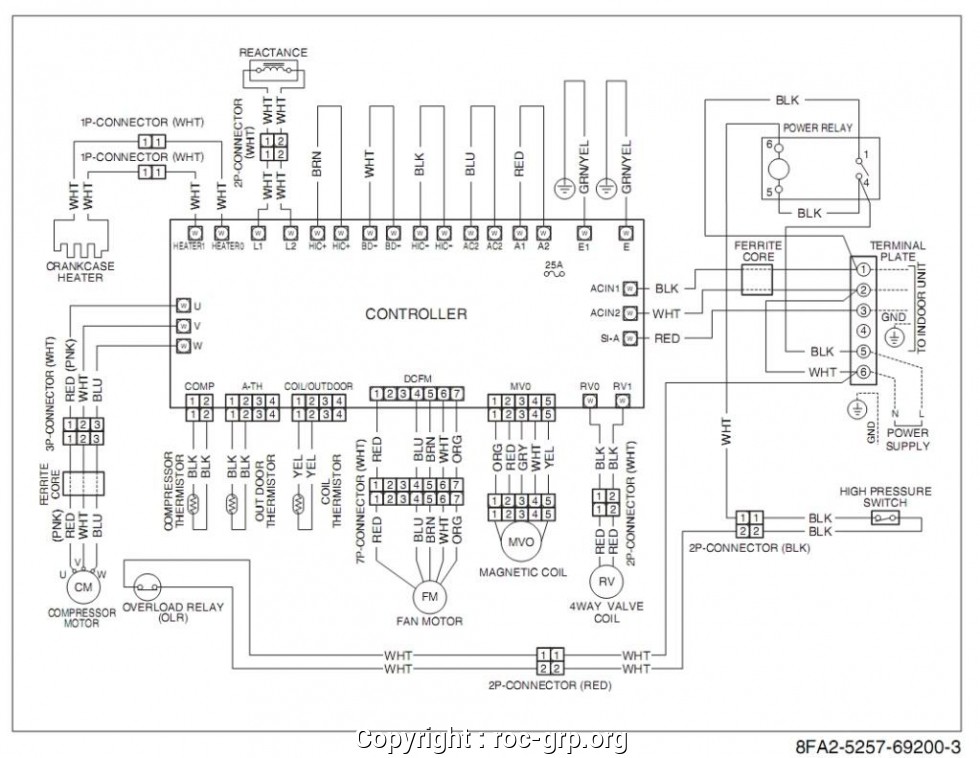 REACTANCE
WHT
WHT
2P-CONNECTOR
(WHT)
1 2
1 2
WHT
WHT
1P-CONNECTOR (WHT)
1 1
1P-CONNECTOR (WHT)
1 1
WHT
WHT
WHT
WHT
CRANKCASE
HEATER
BRN
WHT
BLK
BLU
RED
GRN/YEL
GRN/YEL
BLK
POWER RELAY
6
1
5
4
BLK
W W W W W W W W W W W W W W W
HEATER1 HEATER0 L1 L2 HIC+ HIC+ BD- BD- HIC- HIC- AC2 AC2 A1 A2 E1 E
25A
CONTROLLER
W U
W V
W W
ACIN1 W BLK
ACIN2 W WHT
SI-A W RED
FERRITE
CORE
TERMINAL
PLATE
1
2
3
4
5
6
GND
TO INDOOR UNIT
BLK
WHT
GND
N L
POWER
SUPPLY
WHT
3P-CONNECTOR (WHT)
RED (PNK)
WHT
BLU
1 2 3
1 2 3
FERRITE
CORE
(PNK)
RED
WHT
BLU
U V W
CM
COMPRESSOR
MOTOR
COMP
1 2
1 2
BLK
BLK
COMPRESSOR
THERMISTOR
A-TH
1 2 3 4
1 2 3 4
BLK
BLK
OUT DOOR
THERMISTOR
COIL/OUTDOOR
1 2 3 4
1 2 3 4
YEL
YEL
COIL
THERMISTOR
DCFM
1 2 3 4 5 6 7
RED
BLU
BRN
WHT
ORG
7P-CONNECTOR (WHT)
1 2 3 4 5 6 7
1 2 3 4 5 6 7
RED
BLU
BRN
WHT
ORG
FM
FAN MOTOR
MV0
1 2 3 4 5
1 2 3 4 5
ORG
RED
GRY
WHT
YEL
1 2 3 4 5
1 2 3 4 5
MVO
MAGNETIC COIL
RV0 RV1
W W
BLK
BLK
1 2
1 2
2P-CONNECTOR (WHT)
RED
RED
RV
4WAY VALVE
COIL
HIGH PRESSURE
SWITCH
1 1 BLK
2 2 BLK
2P-CONNECTOR (BLK)
OVERLOAD RELAY
(OLR)
WHT 1 1 WHT
WHT 2 2 WHT
2P-CONNECTOR (RED)
Copyright : roc-grp.org
8FA2-5257-69200-3